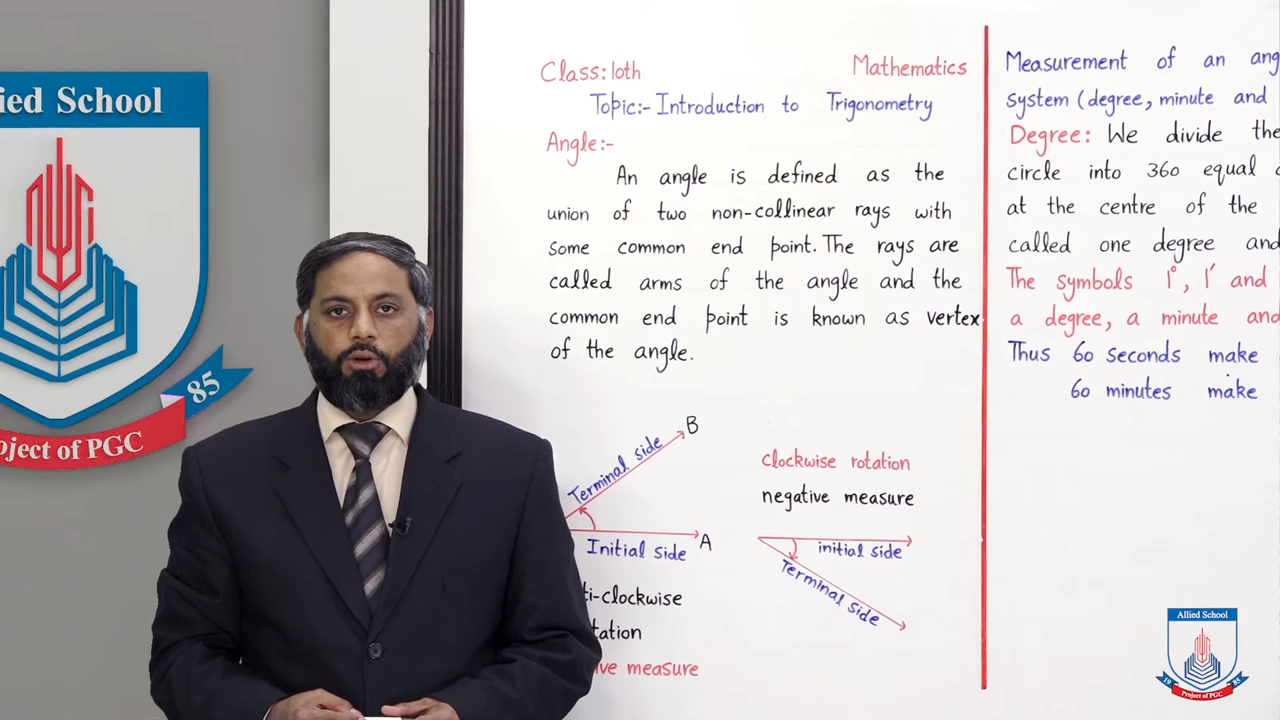 ied School
85
oject of PGC
Class:10th Mathematics
Topic:- Introduction to Trigonometry
Angle:-
An angle is defined as the
union of two non-collinear rays with
some common end point. The rays are
called arms of the angle and the
common end point is known as vertex
of the angle.
Terminal side
B
Initial side
A
ti-clockwise
tation
ive measure
clockwise rotation
negative measure
initial side
Terminal side
Measurement of an ang
system (degree, minute and
Degree: We divide the
circle into 360 equal
at the centre of the
called one degree and
The symbols 1°, 1′ and
a degree, a minute and
Thus 60 seconds make
60 minutes make
Allied School
19 85
Project of PGC